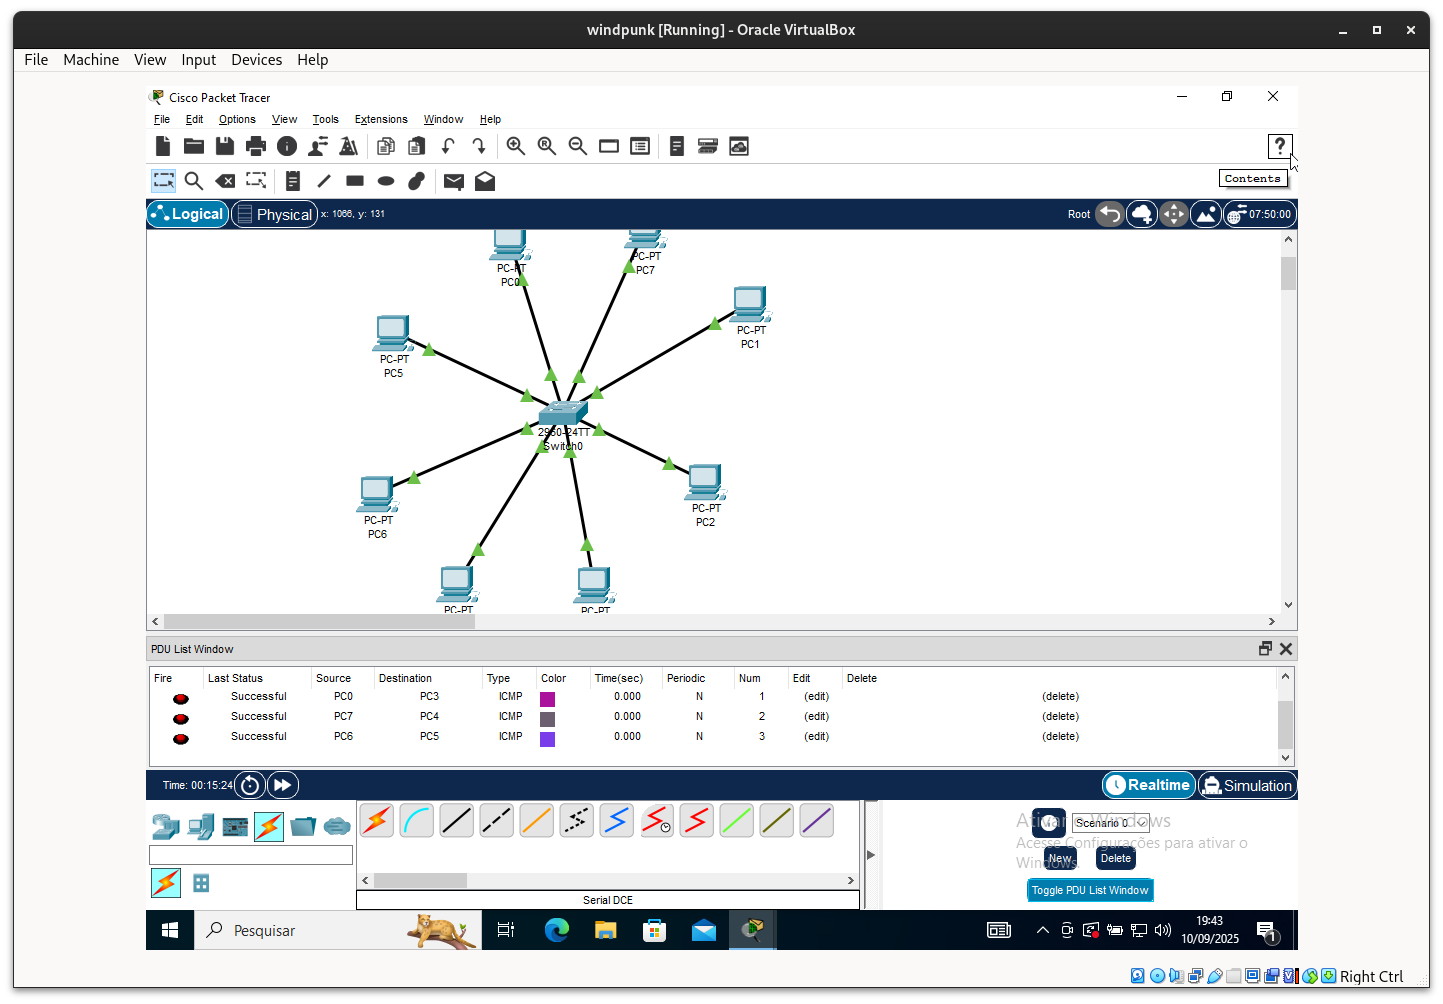 windpunk [Running] - Oracle VirtualBox
File Machine View Input Devices Help
Cisco Packet Tracer
File Edit Options View Tools Extensions Window Help
?
Contents
Logical Physical x: 1066, y: 131 Root 07:50:00
PC-PT
PC0
PC-PT
PC7
PC-PT
PC1
PC-PT
PC5
2960-24TT
Switch0
PC-PT
PC2
PC-PT
PC6
PC-PT
PC-PT
PDU List Window
Fire Last Status Source Destination Type Color Time(sec) Periodic Num Edit Delete
Successful PC0 PC3 ICMP 0.000 N 1 (edit) (delete)
Successful PC7 PC4 ICMP 0.000 N 2 (edit) (delete)
Successful PC6 PC5 ICMP 0.000 N 3 (edit) (delete)
Time: 00:15:24 Realtime Simulation
Scenario 0
Ativar o Windows
Acesse Configurações para ativar o
Windows.
New Delete
Toggle PDU List Window
Serial DCE
Pesquisar
19:43
10/09/2025
1
Right Ctrl